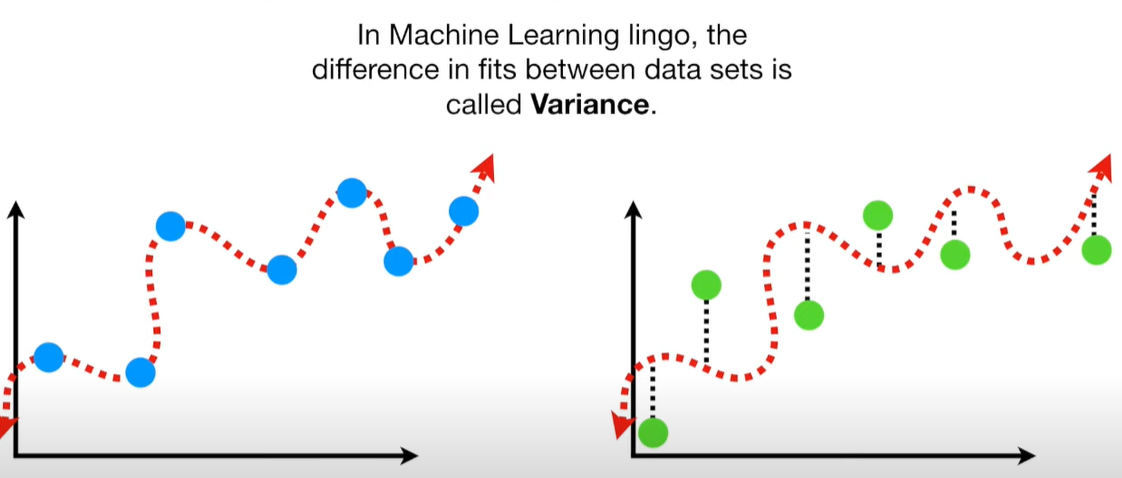 In Machine Learning lingo, the
difference in fits between data sets is
called Variance.